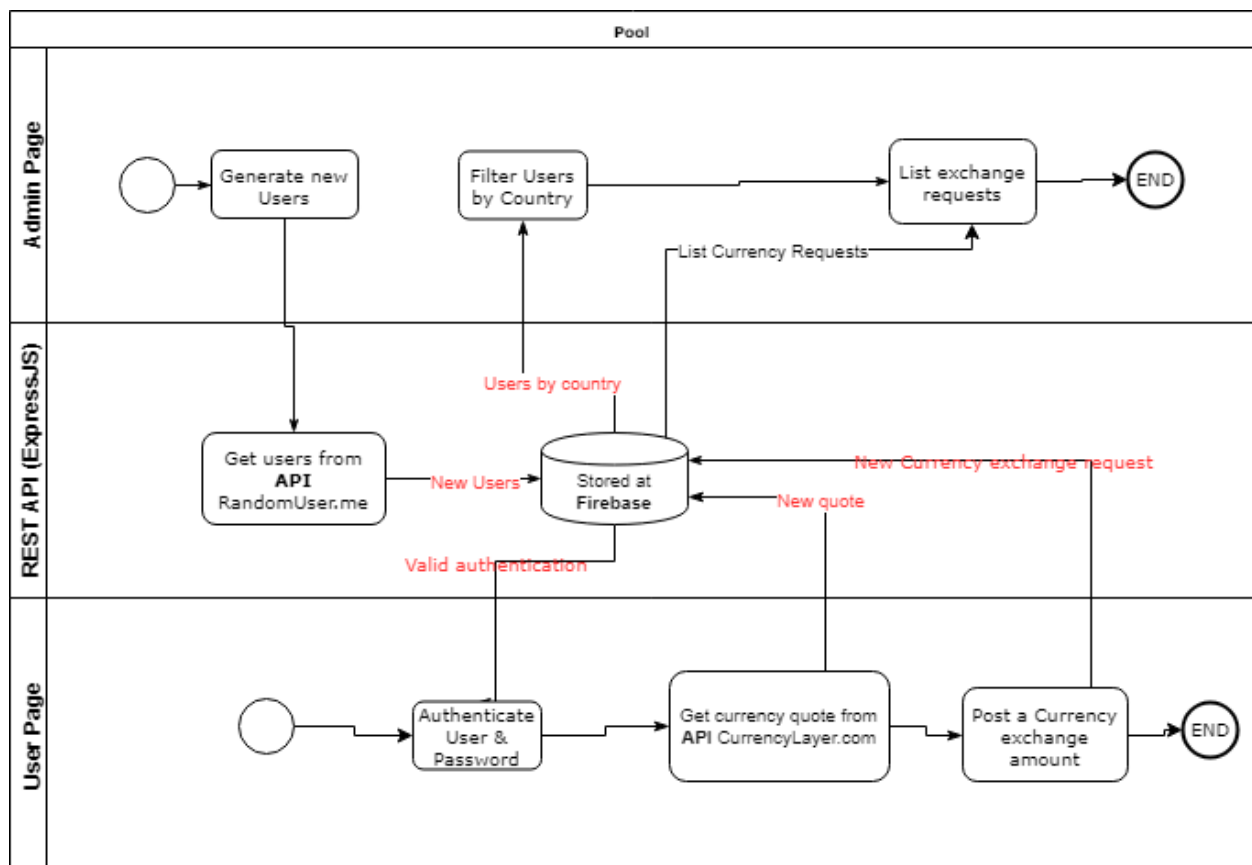 Pool
Admin Page
Generate new
Users
Filter Users
by Country
List exchange
requests
END
List Currency Requests
REST API (ExpressJS)
Users by country
Get users from
API
RandomUser.me
New Users
Stored at
Firebase
New Currency exchange request
New quote
Valid authentication
User Page
Authenticate
User &
Password
Get currency quote from
API CurrencyLayer.com
Post a Currency
exchange
amount
END